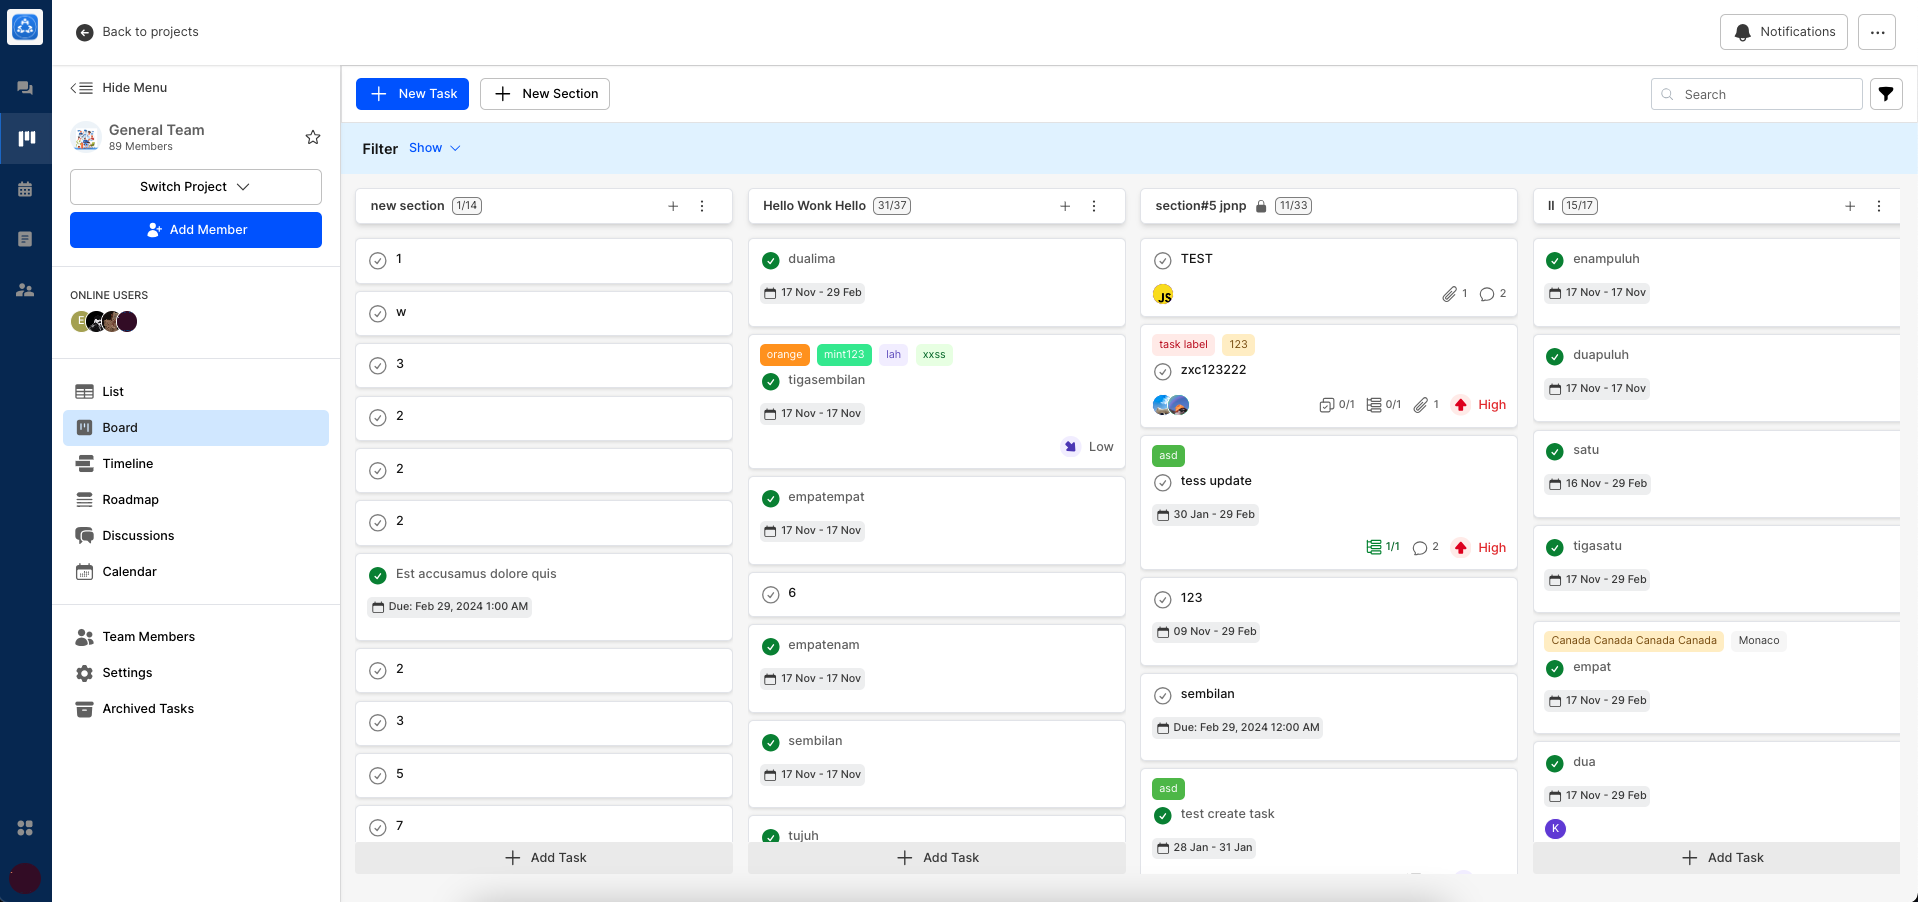 Back to projects
Notifications
Hide Menu
General Team
89 Members
Switch Project
Add Member
ONLINE USERS
E
List
Board
Timeline
Roadmap
Discussions
Calendar
Team Members
Settings
Archived Tasks
New Task
New Section
Search
Filter Show
new section 1/14
1
w
3
2
2
2
Est accusamus dolore quis
Due: Feb 29, 2024 1:00 AM
2
3
5
7
Add Task
Hello Wonk Hello 31/37
dualima
17 Nov - 29 Feb
orange mint123 lah xxss
tigasembilan
17 Nov - 17 Nov
Low
empatempat
17 Nov - 17 Nov
6
empatenam
17 Nov - 17 Nov
sembilan
17 Nov - 17 Nov
tujuh
Add Task
section#5 jpnp 11/33
TEST
JS 1 2
task label 123
zxc123222
0/1 0/1 1 High
asd
tess update
30 Jan - 29 Feb
1/1 2 High
123
09 Nov - 29 Feb
sembilan
Due: Feb 29, 2024 12:00 AM
asd
test create task
28 Jan - 31 Jan
ll 15/17
enampuluh
17 Nov - 17 Nov
duapuluh
17 Nov - 17 Nov
satu
16 Nov - 29 Feb
tigasatu
17 Nov - 29 Feb
Canada Canada Canada Canada Monaco
empat
17 Nov - 29 Feb
dua
17 Nov - 29 Feb
K
Add Task